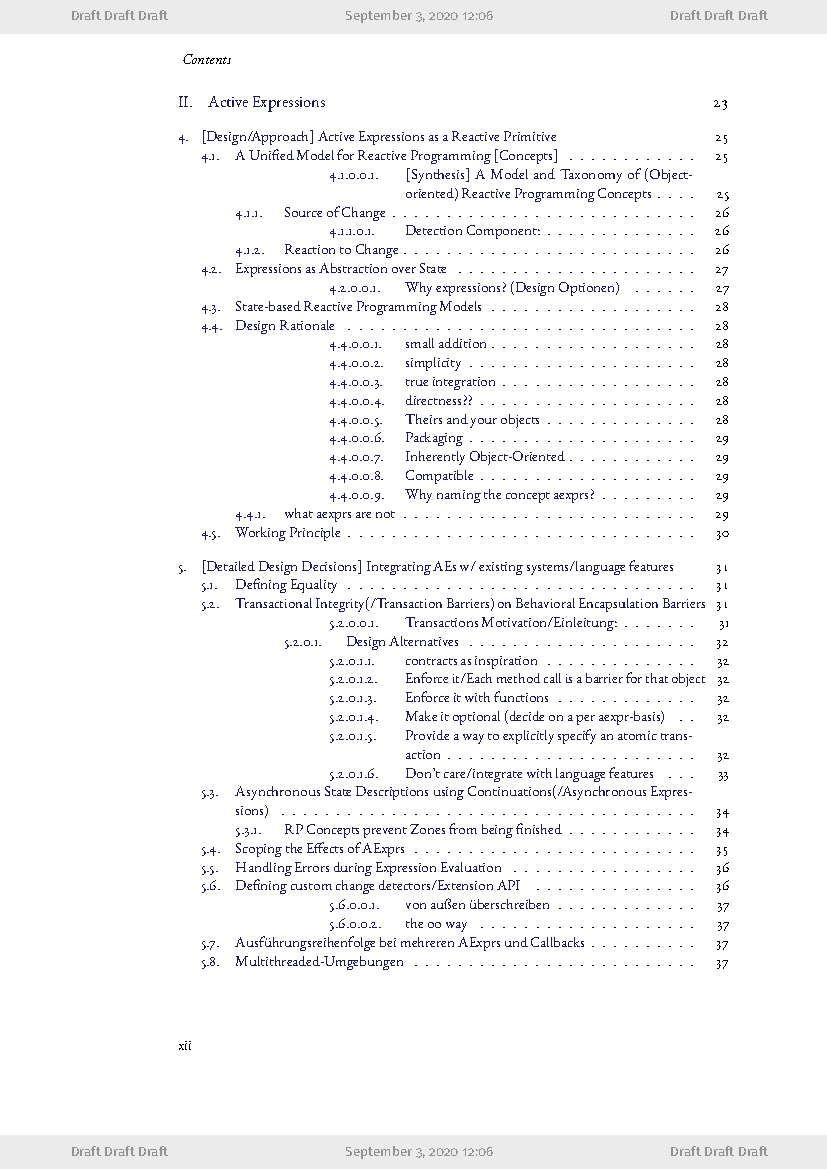 Draft Draft Draft September 3, 2020 12:06 Draft Draft Draft
Contents
II. Active Expressions 23
4. [Design/Approach] Active Expressions as a Reactive Primitive 25
4.1. A Unified Model for Reactive Programming [Concepts] . . . . . . . . . . . . 25
4.1.0.0.1. [Synthesis] A Model and Taxonomy of (Object-
oriented) Reactive Programming Concepts . . . . 25
4.1.1. Source of Change . . . . . . . . . . . . . . . . . . . . . . . . . . . . 26
4.1.1.0.1. Detection Component: . . . . . . . . . . . . . . 26
4.1.2. Reaction to Change . . . . . . . . . . . . . . . . . . . . . . . . . . . 26
4.2. Expressions as Abstraction over State . . . . . . . . . . . . . . . . . . . . . . 27
4.2.0.0.1. Why expressions? (Design Optionen) . . . . . . 27
4.3. State-based Reactive Programming Models . . . . . . . . . . . . . . . . . . . 28
4.4. Design Rationale . . . . . . . . . . . . . . . . . . . . . . . . . . . . . . . . 28
4.4.0.0.1. small addition . . . . . . . . . . . . . . . . . . . 28
4.4.0.0.2. simplicity . . . . . . . . . . . . . . . . . . . . . 28
4.4.0.0.3. true integration . . . . . . . . . . . . . . . . . . 28
4.4.0.0.4. directness?? . . . . . . . . . . . . . . . . . . . . 28
4.4.0.0.5. Theirs and your objects . . . . . . . . . . . . . . 28
4.4.0.0.6. Packaging . . . . . . . . . . . . . . . . . . . . . 29
4.4.0.0.7. Inherently Object-Oriented . . . . . . . . . . . . 29
4.4.0.0.8. Compatible . . . . . . . . . . . . . . . . . . . . 29
4.4.0.0.9. Why naming the concept aexprs? . . . . . . . . . 29
4.4.1. what aexprs are not . . . . . . . . . . . . . . . . . . . . . . . . . . . 29
4.5. Working Principle . . . . . . . . . . . . . . . . . . . . . . . . . . . . . . . . 30
5. [Detailed Design Decisions] Integrating AEs w/ existing systems/language features 31
5.1. Defining Equality . . . . . . . . . . . . . . . . . . . . . . . . . . . . . . . . 31
5.2. Transactional Integrity(/Transaction Barriers) on Behavioral Encapsulation Barriers 31
5.2.0.0.1. Transactions Motivation/Einleitung: . . . . . . . 31
5.2.0.1. Design Alternatives . . . . . . . . . . . . . . . . . . . . . 32
5.2.0.1.1. contracts as inspiration . . . . . . . . . . . . . . 32
5.2.0.1.2. Enforce it/Each method call is a barrier for that object 32
5.2.0.1.3. Enforce it with functions . . . . . . . . . . . . . 32
5.2.0.1.4. Make it optional (decide on a per aexpr-basis) . . 32
5.2.0.1.5. Provide a way to explicitly specify an atomic trans-
action . . . . . . . . . . . . . . . . . . . . . . . 32
5.2.0.1.6. Don't care/integrate with language features . . . 33
5.3. Asynchronous State Descriptions using Continuations(/Asynchronous Expres-
sions) . . . . . . . . . . . . . . . . . . . . . . . . . . . . . . . . . . . . . . 34
5.3.1. RP Concepts prevent Zones from being finished . . . . . . . . . . . . 34
5.4. Scoping the Effects of AExprs . . . . . . . . . . . . . . . . . . . . . . . . . . 35
5.5. Handling Errors during Expression Evaluation . . . . . . . . . . . . . . . . . 36
5.6. Defining custom change detectors/Extension API . . . . . . . . . . . . . . . 36
5.6.0.0.1. von außen überschreiben . . . . . . . . . . . . . 37
5.6.0.0.2. the oo way . . . . . . . . . . . . . . . . . . . . 37
5.7. Ausführungsreihenfolge bei mehreren AExprs und Callbacks . . . . . . . . . . 37
5.8. Multithreaded-Umgebungen . . . . . . . . . . . . . . . . . . . . . . . . . . 37
xii
Draft Draft Draft September 3, 2020 12:06 Draft Draft Draft